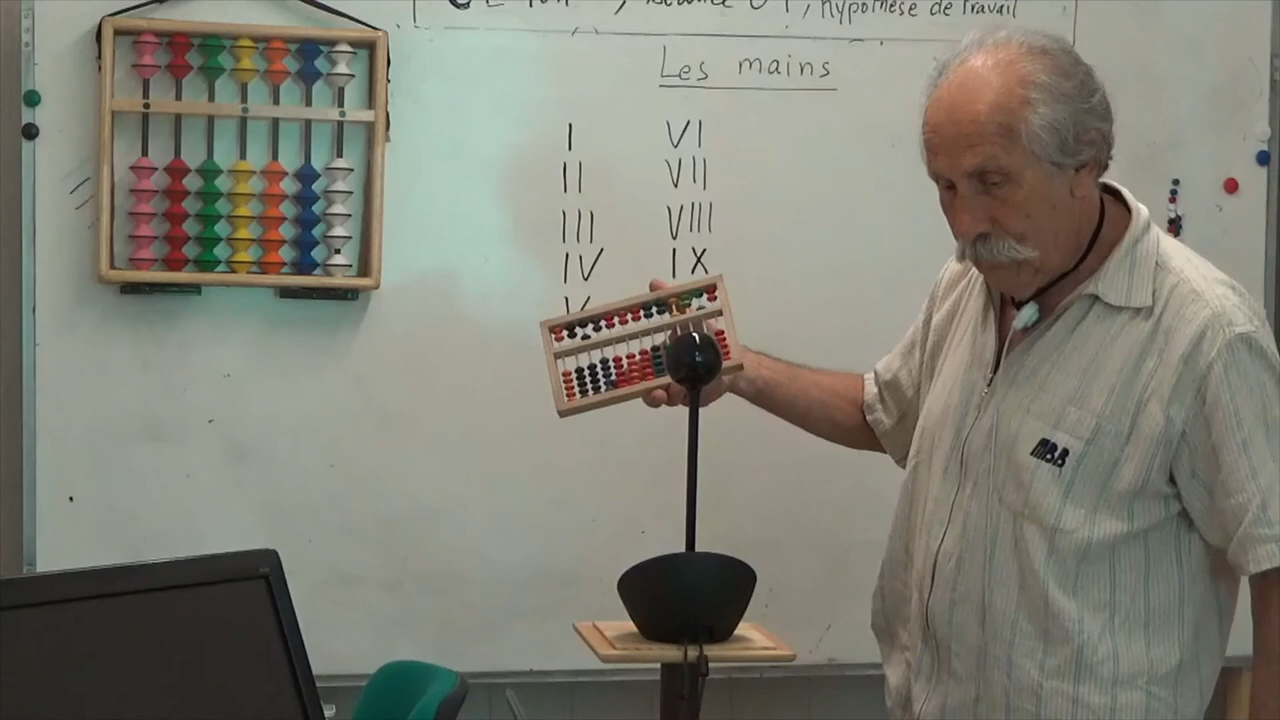 hypothèse de travail
Les mains
I VI
II VII
III VIII
IV IX
V
MBB